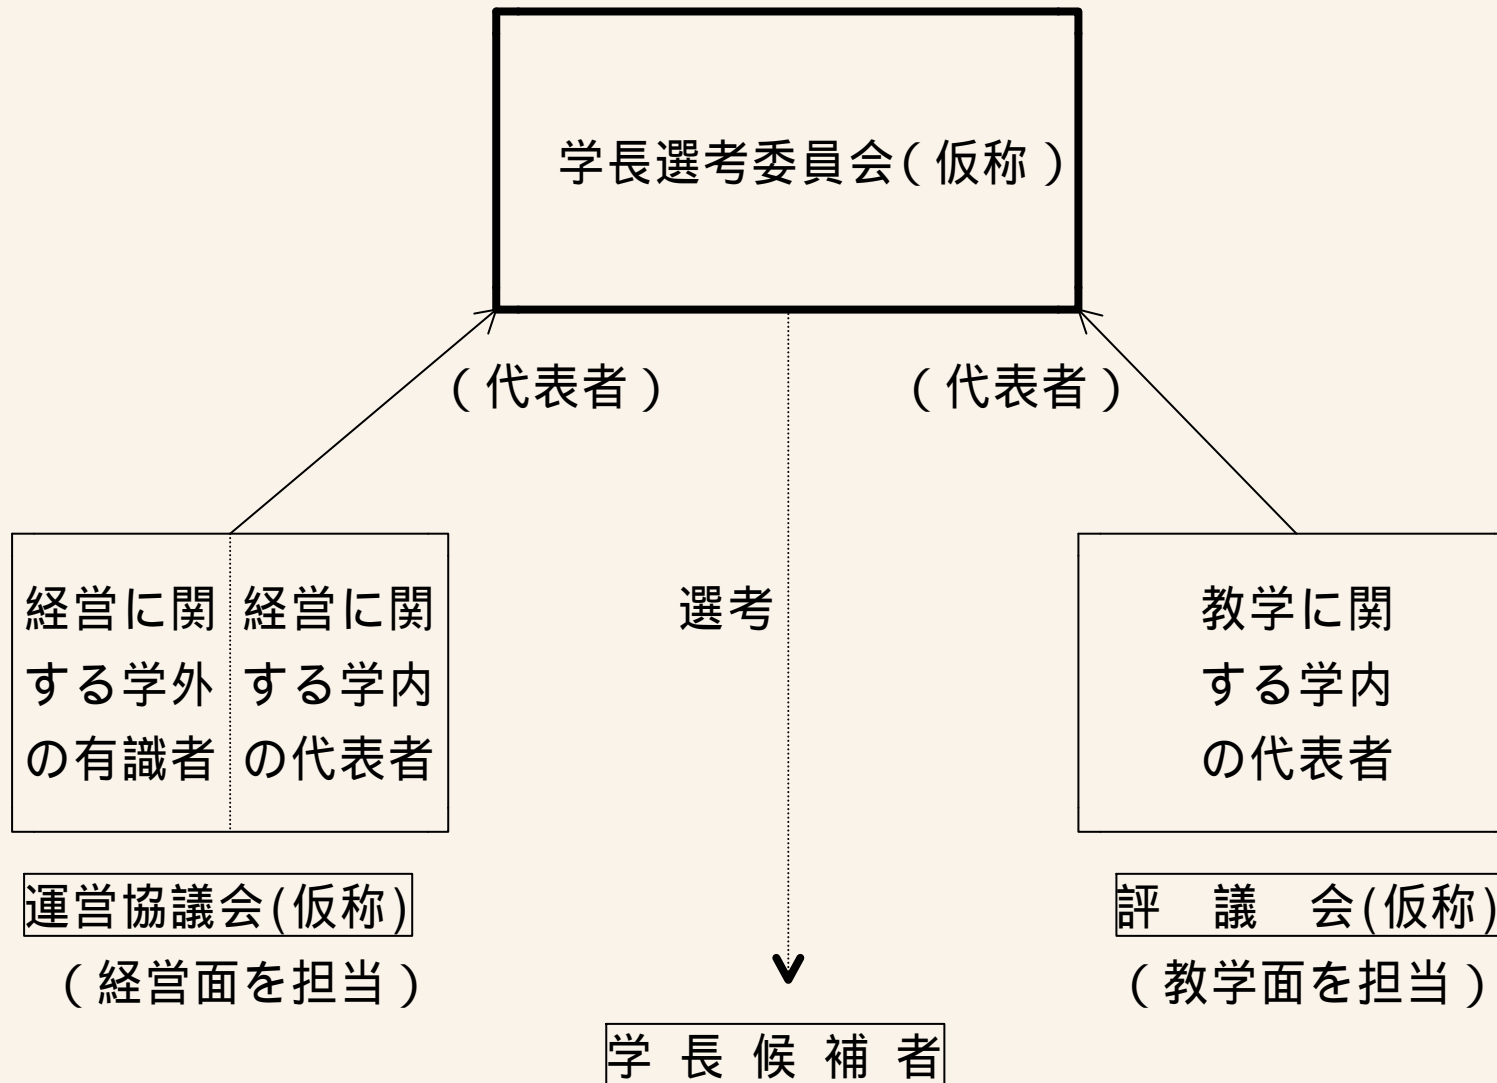 学長選考委員会(仮称)
(代表者)
(代表者)
経営に関
する学外
の有識者
経営に関
する学内
の代表者
選考
教学に関
する学内
の代表者
運営協議会(仮称)
(経営面を担当)
評 議 会(仮称)
(教学面を担当)
学 長 候 補 者